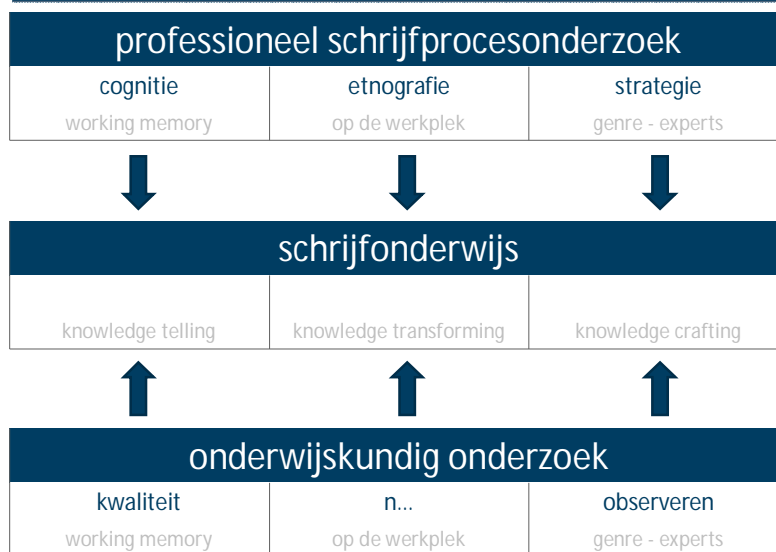 professioneel schrijfprocesonderzoek
cognitie etnografie strategie
working memory op de werkplek genre - experts
schrijfonderwijs
knowledge telling knowledge transforming knowledge crafting
onderwijskundig onderzoek
kwaliteit n... observeren
working memory op de werkplek genre - experts